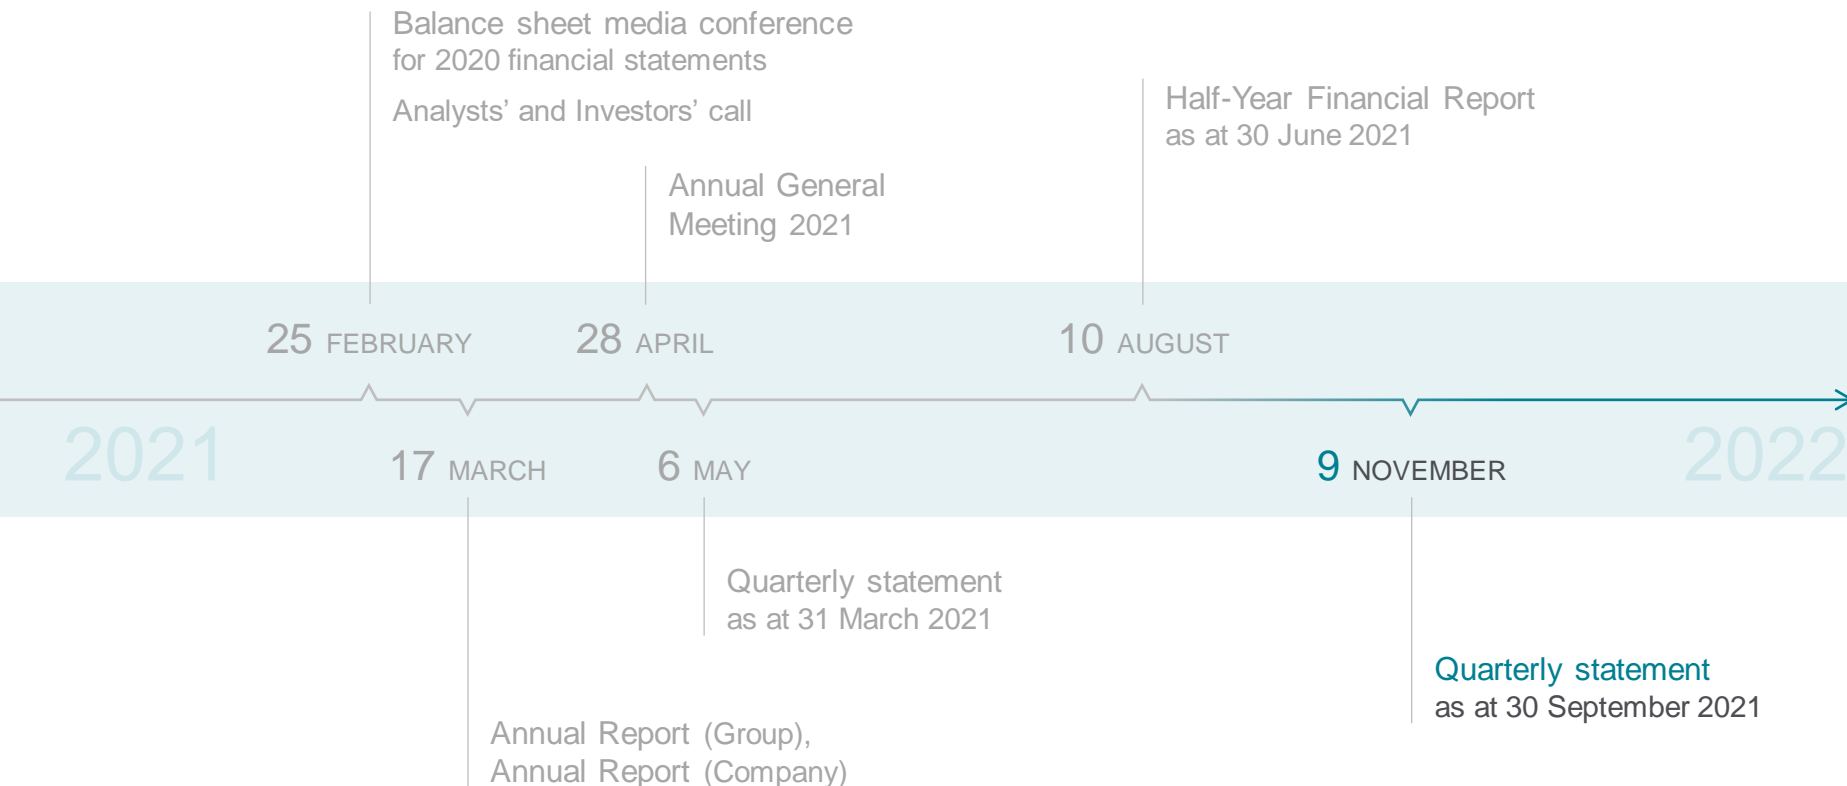 Balance sheet media conference
for 2020 financial statements
Analysts’ and Investors’ call
Half-Year Financial Report
as at 30 June 2021
Annual General
Meeting 2021
25 FEBRUARY
28 APRIL
10 AUGUST
2021
17 MARCH
6 MAY
9 NOVEMBER
2022
Quarterly statement
as at 31 March 2021
Quarterly statement
as at 30 September 2021
Annual Report (Group),
Annual Report (Company)